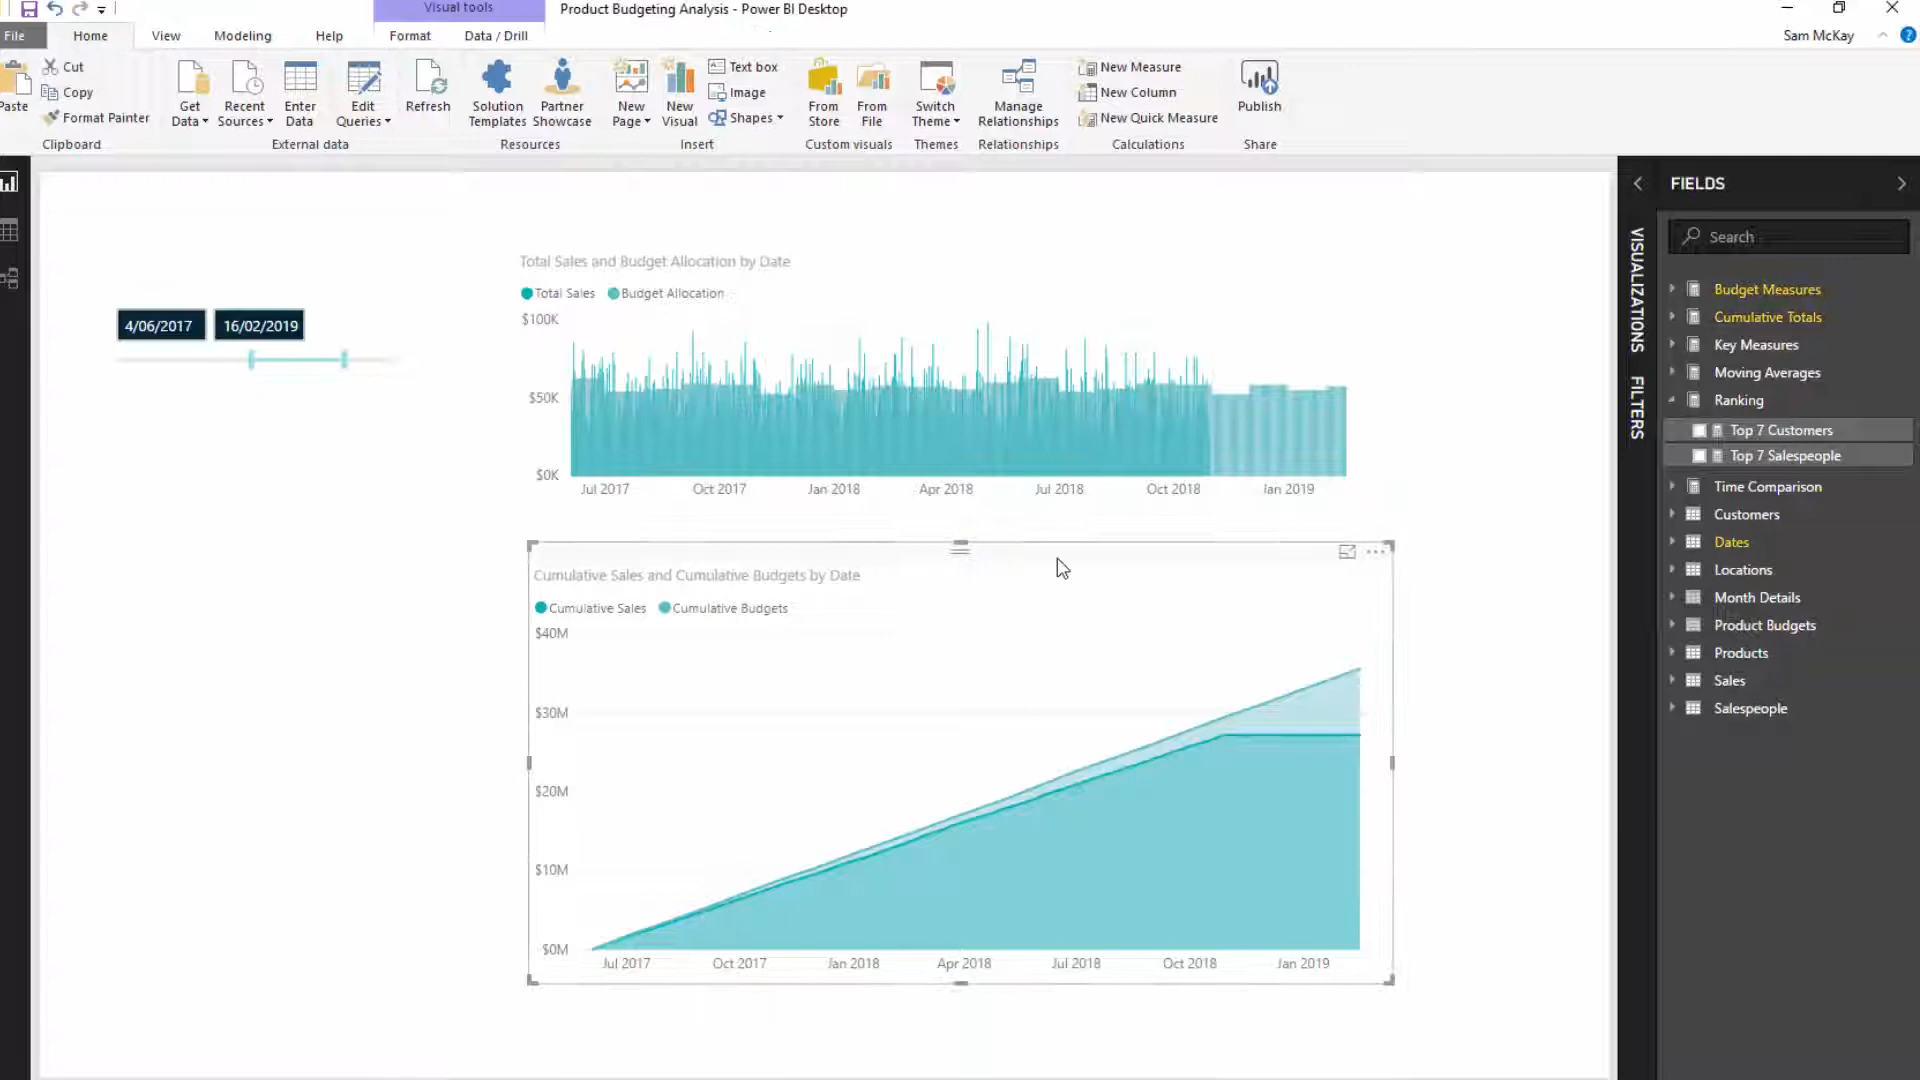 Visual tools
Product Budgeting Analysis - Power BI Desktop
File Home View Modeling Help Format Data / Drill
Sam McKay
Paste
Cut
Copy
Format Painter
Get Data
Recent Sources
Enter Data
Edit Queries
Refresh
Solution Templates
Partner Showcase
New Page
New Visual
Text box
Image
Shapes
From Store
From File
Switch Theme
Manage Relationships
New Measure
New Column
New Quick Measure
Publish
Clipboard External data Resources Insert Custom visuals Themes Relationships Calculations Share
4/06/2017 16/02/2019
Total Sales and Budget Allocation by Date
Total Sales Budget Allocation
$100K
$50K
$0K
Jul 2017 Oct 2017 Jan 2018 Apr 2018 Jul 2018 Oct 2018 Jan 2019
Cumulative Sales and Cumulative Budgets by Date
Cumulative Sales Cumulative Budgets
$40M
$30M
$20M
$10M
$0M
Jul 2017 Oct 2017 Jan 2018 Apr 2018 Jul 2018 Oct 2018 Jan 2019
VISUALIZATIONS
FILTERS
FIELDS
Search
Budget Measures
Cumulative Totals
Key Measures
Moving Averages
Ranking
Top 7 Customers
Top 7 Salespeople
Time Comparison
Customers
Dates
Locations
Month Details
Product Budgets
Products
Sales
Salespeople